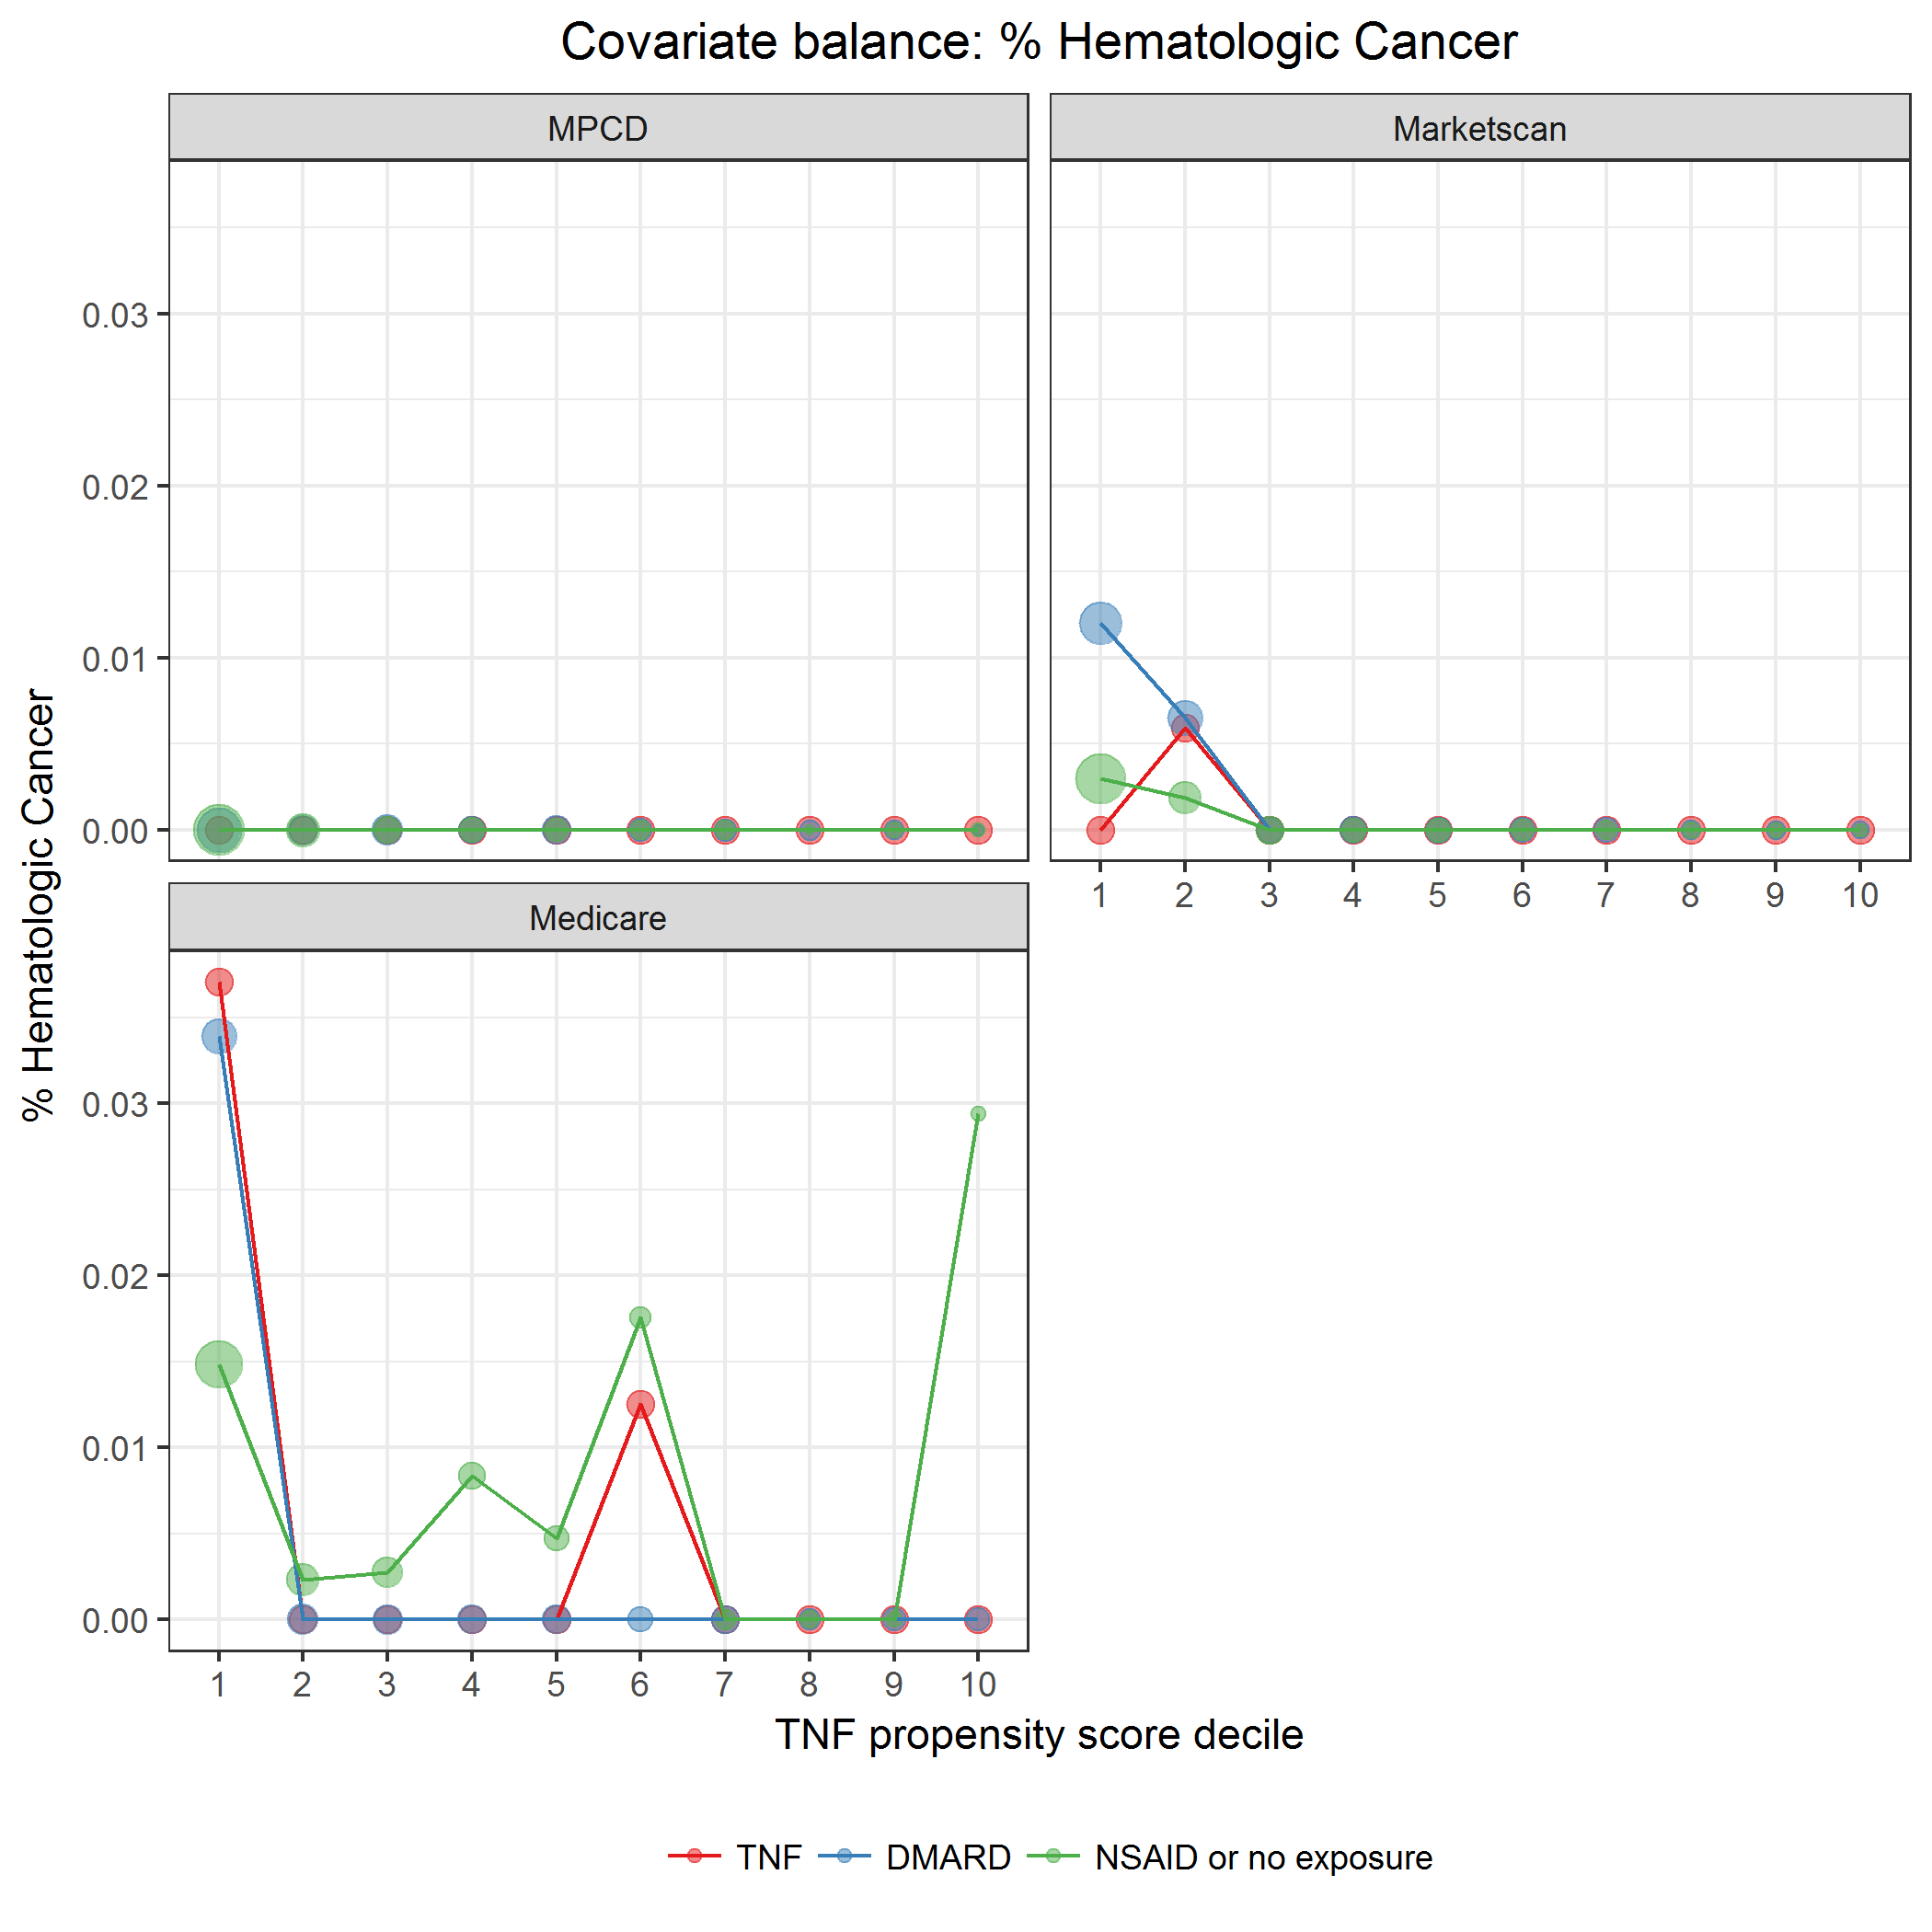 Covariate balance: % Hematologic Cancer
MPCD
Marketscan
% Hematologic Cancer
0.03
0.02
0.01
0.00
1 2 3 4 5 6 7 8 9 10
Medicare
0.03
0.02
0.01
0.00
1 2 3 4 5 6 7 8 9 10
TNF propensity score decile
TNF DMARD NSAID or no exposure